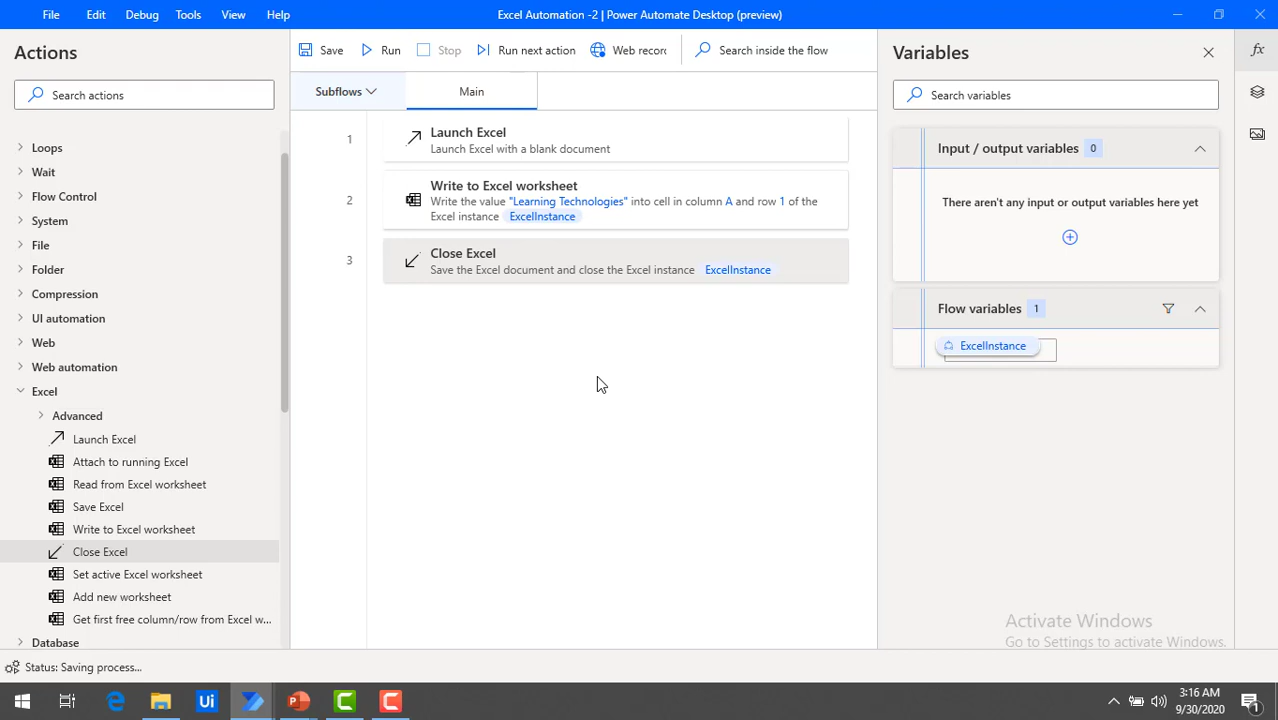 File Edit Debug Tools View Help
Excel Automation -2 | Power Automate Desktop (preview)
Actions
Search actions
Loops
Wait
Flow Control
System
File
Folder
Compression
UI automation
Web
Web automation
Excel
Advanced
Launch Excel
Attach to running Excel
Read from Excel worksheet
Save Excel
Write to Excel worksheet
Close Excel
Set active Excel worksheet
Add new worksheet
Get first free column/row from Excel w...
Database
Save Run Stop Run next action Web recorc Search inside the flow
Subflows Main
1
Launch Excel
Launch Excel with a blank document
2
Write to Excel worksheet
Write the value "Learning Technologies" into cell in column A and row 1 of the
Excel instance ExcelInstance
3
Close Excel
Save the Excel document and close the Excel instance ExcelInstance
Variables
fx
Search variables
Input / output variables 0
There aren't any input or output variables here yet
Flow variables 1
ExcelInstance
Activate Windows
Go to Settings to activate Windows.
Status: Saving process...
Ui
3:16 AM
9/30/2020
1